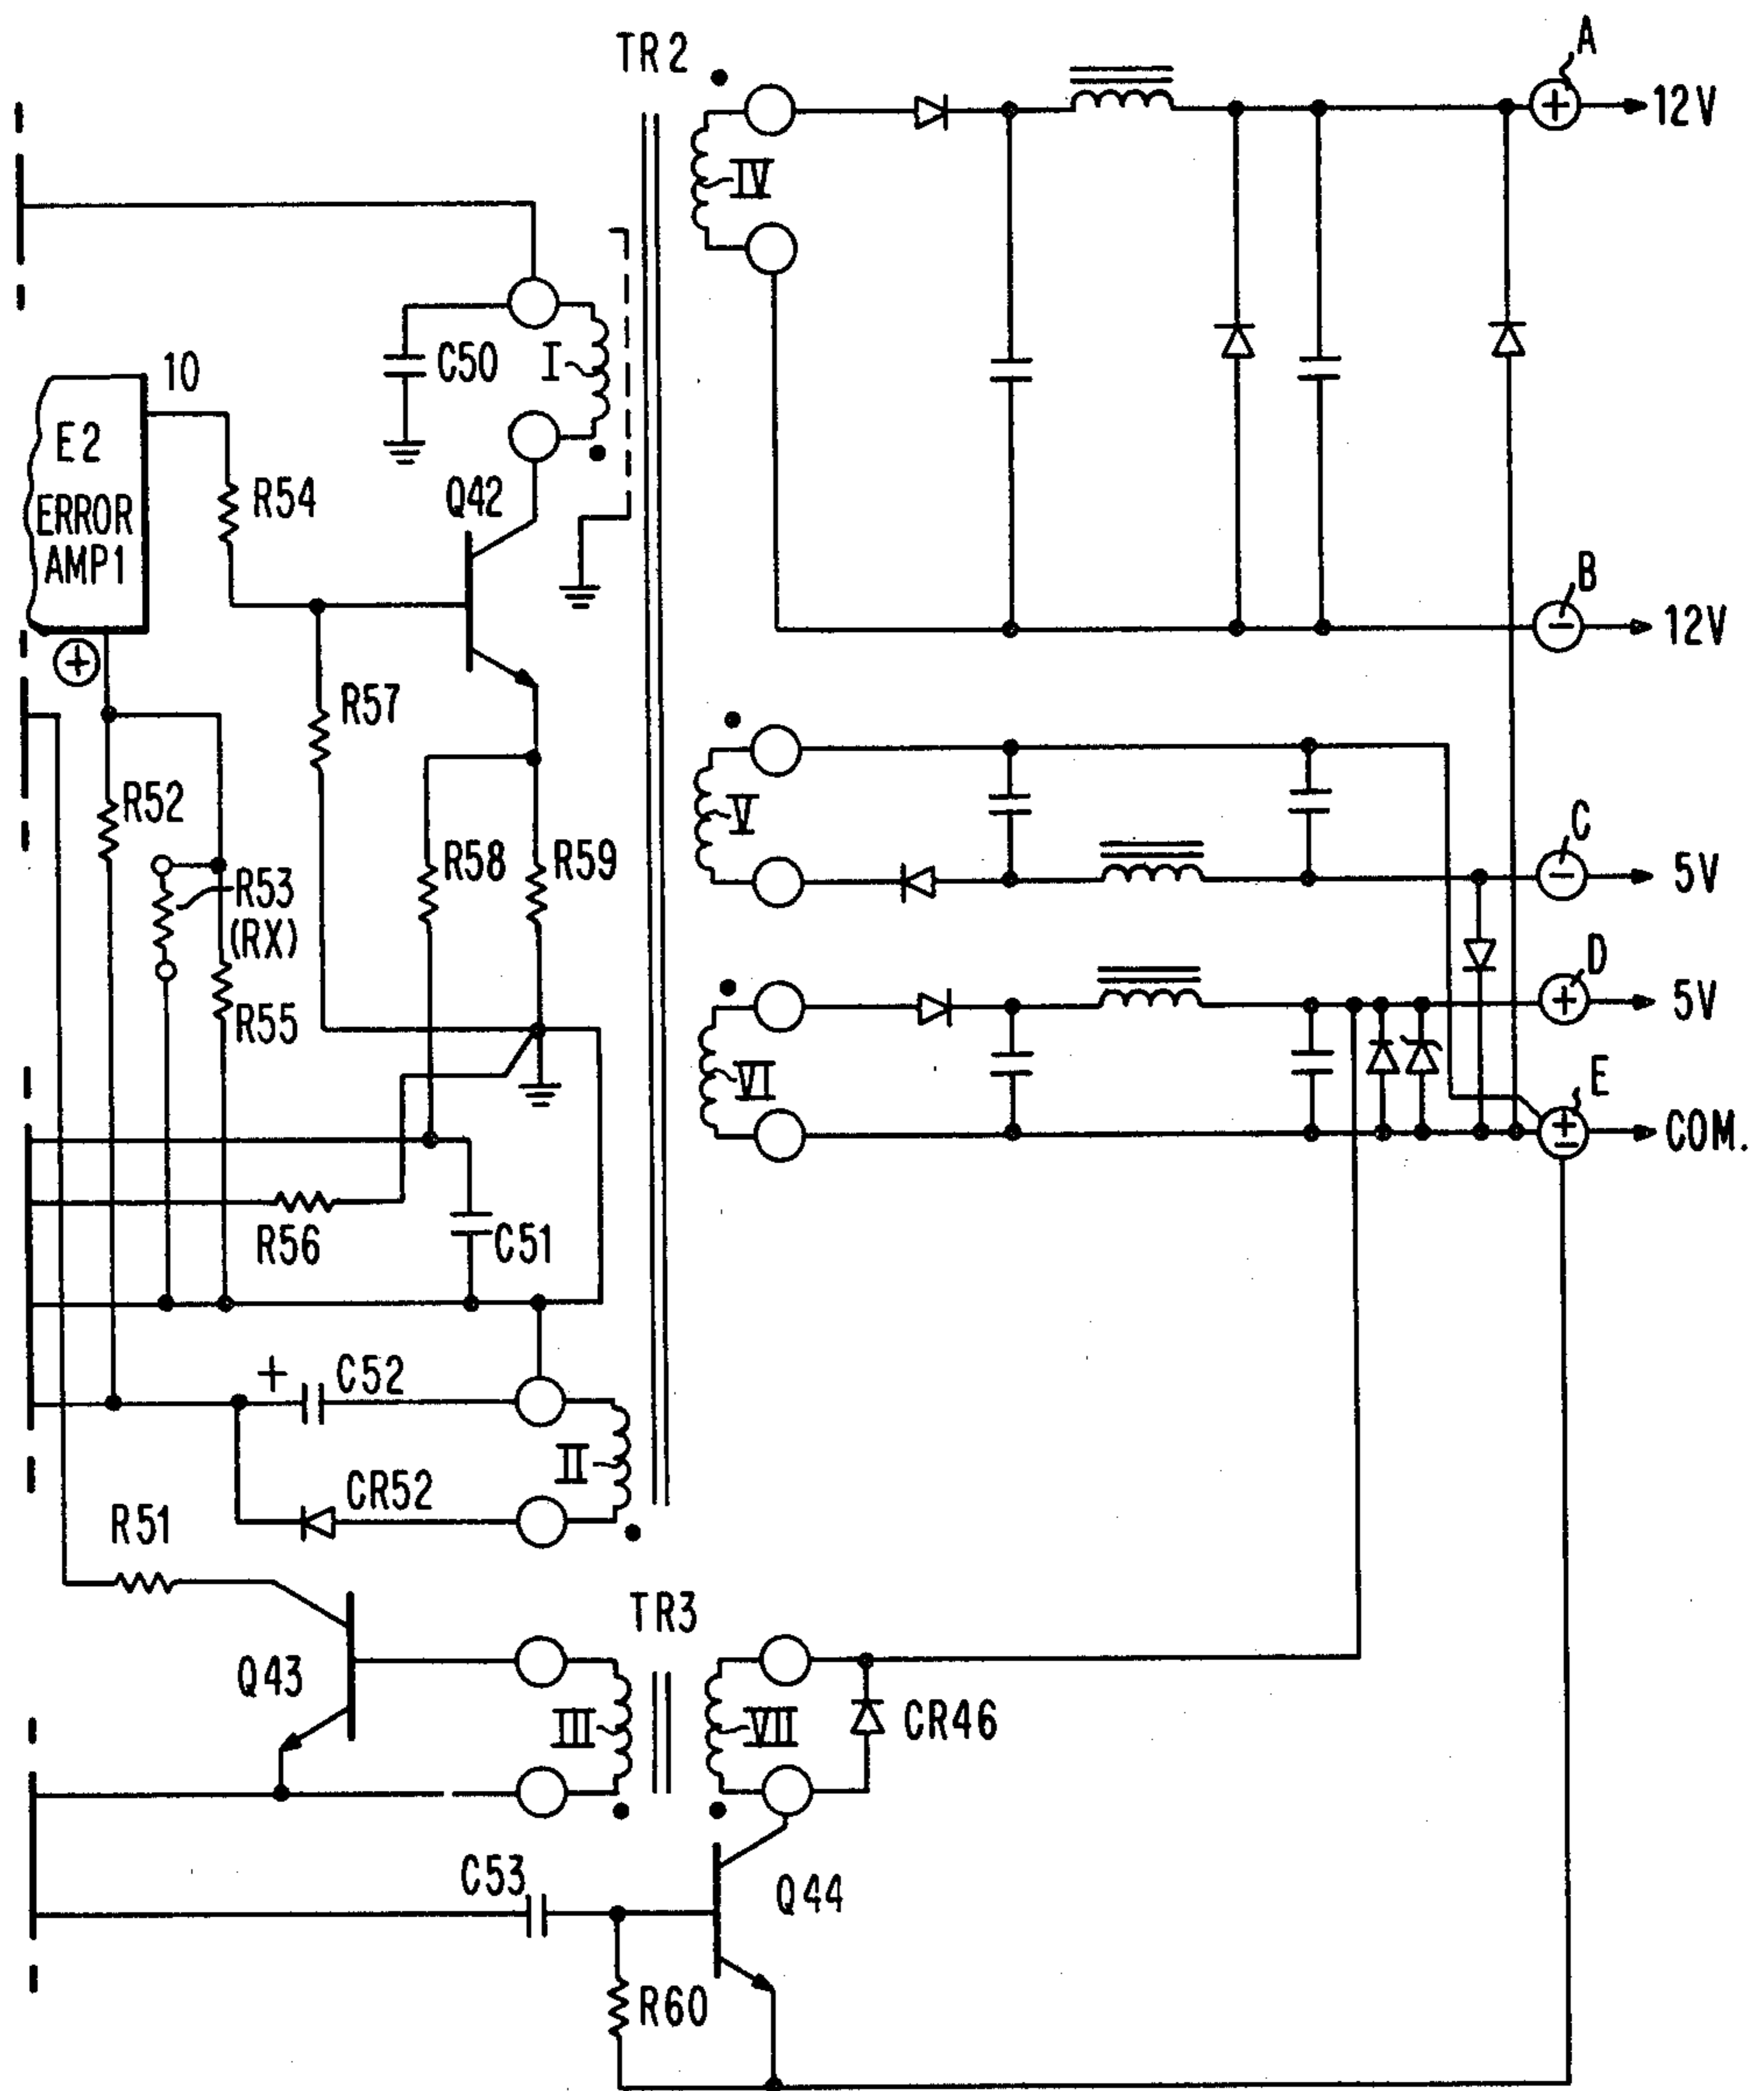 TR2
A
+
12V
IV
10
C50
I
E2
ERROR
AMP1
R54
Q42
B
−
12V
+
R57
R52
V
C
−
5V
R58
R59
R53
(RX)
D
+
5V
R55
VI
E
±
COM.
R56
C51
+
C52
II
CR52
R51
TR3
Q43
III
VII
CR46
C53
Q44
R60